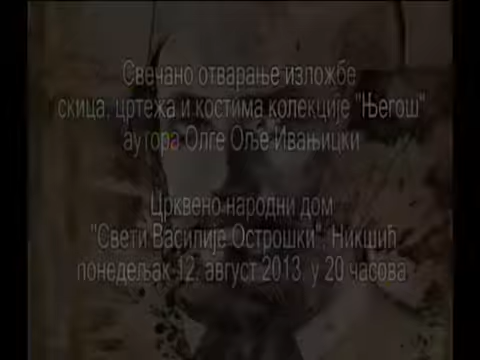 Свечано отварање изложбе
скица, цртежа и костима колекције "Његош"
аутора Олге Оље Ивањицки
Црквено народни дом
"Свети Василије Острошки", Никшић
понедељак 12. август 2013. у 20 часова